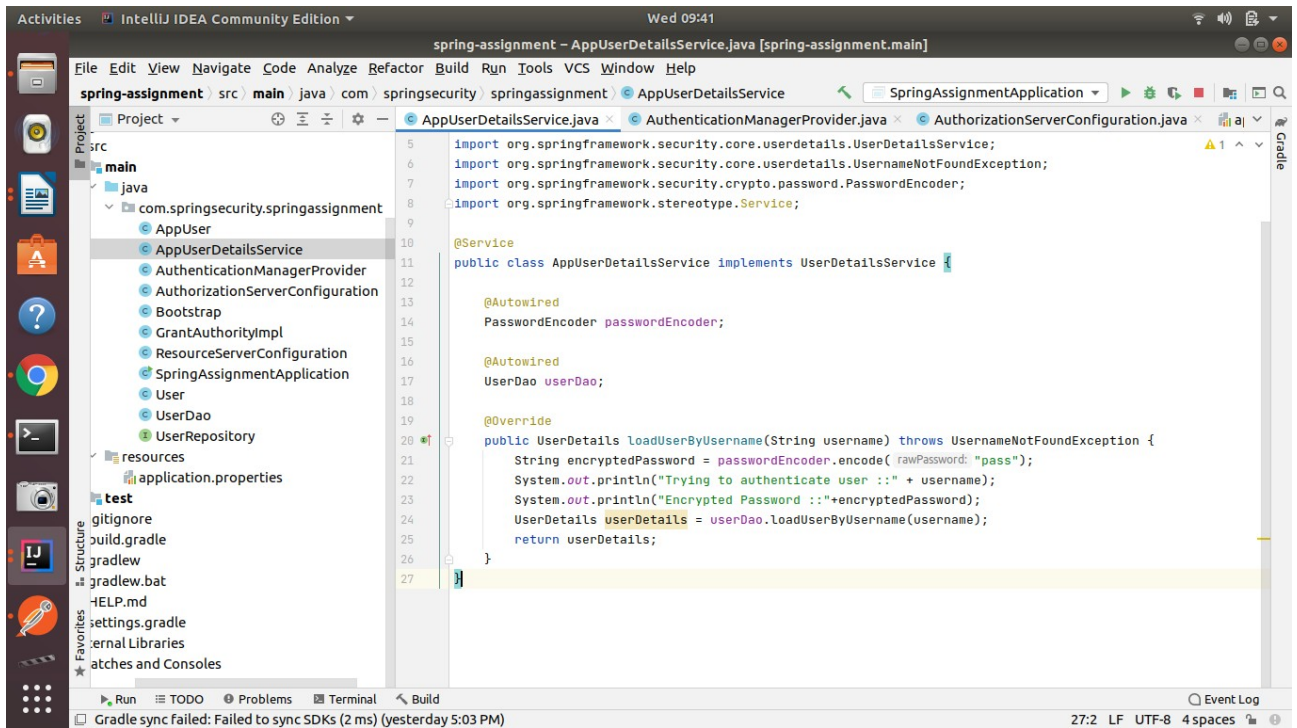 Activities IntelliJ IDEA Community Edition Wed 09:41
spring-assignment – AppUserDetailsService.java [spring-assignment.main]
File Edit View Navigate Code Analyze Refactor Build Run Tools VCS Window Help
spring-assignment src main java com springsecurity springassignment AppUserDetailsService SpringAssignmentApplication
Project
AppUserDetailsService.java AuthenticationManagerProvider.java AuthorizationServerConfiguration.java
Project
src
main
java
com.springsecurity.springassignment
AppUser
AppUserDetailsService
AuthenticationManagerProvider
AuthorizationServerConfiguration
Bootstrap
GrantAuthorityImpl
ResourceServerConfiguration
SpringAssignmentApplication
User
UserDao
UserRepository
resources
application.properties
test
gitignore
build.gradle
gradlew
gradlew.bat
HELP.md
settings.gradle
ternal Libraries
atches and Consoles
Structure
Favorites
Gradle
1
5 import org.springframework.security.core.userdetails.UserDetailsService;
6 import org.springframework.security.core.userdetails.UsernameNotFoundException;
7 import org.springframework.security.crypto.password.PasswordEncoder;
8 import org.springframework.stereotype.Service;
9
10 @Service
11 public class AppUserDetailsService implements UserDetailsService {
12
13 @Autowired
14 PasswordEncoder passwordEncoder;
15
16 @Autowired
17 UserDao userDao;
18
19 @Override
20 public UserDetails loadUserByUsername(String username) throws UsernameNotFoundException {
21 String encryptedPassword = passwordEncoder.encode( rawPassword: "pass");
22 System.out.println("Trying to authenticate user ::" + username);
23 System.out.println("Encrypted Password ::"+encryptedPassword);
24 UserDetails userDetails = userDao.loadUserByUsername(username);
25 return userDetails;
26 }
27 }
Run TODO Problems Terminal Build Event Log
Gradle sync failed: Failed to sync SDKs (2 ms) (yesterday 5:03 PM) 27:2 LF UTF-8 4 spaces